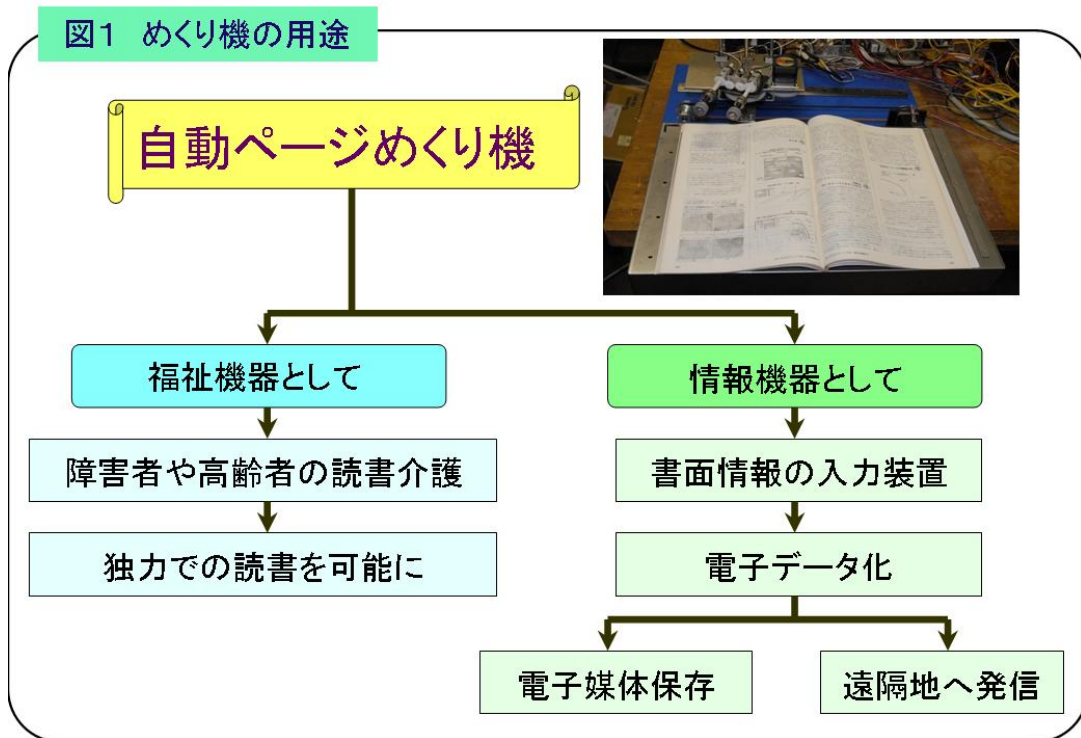 図1 めくり機の用途
自動ページめくり機
福祉機器として
情報機器として
障害者や高齢者の読書介護
書面情報の入力装置
独力での読書を可能に
電子データ化
電子媒体保存
遠隔地へ発信